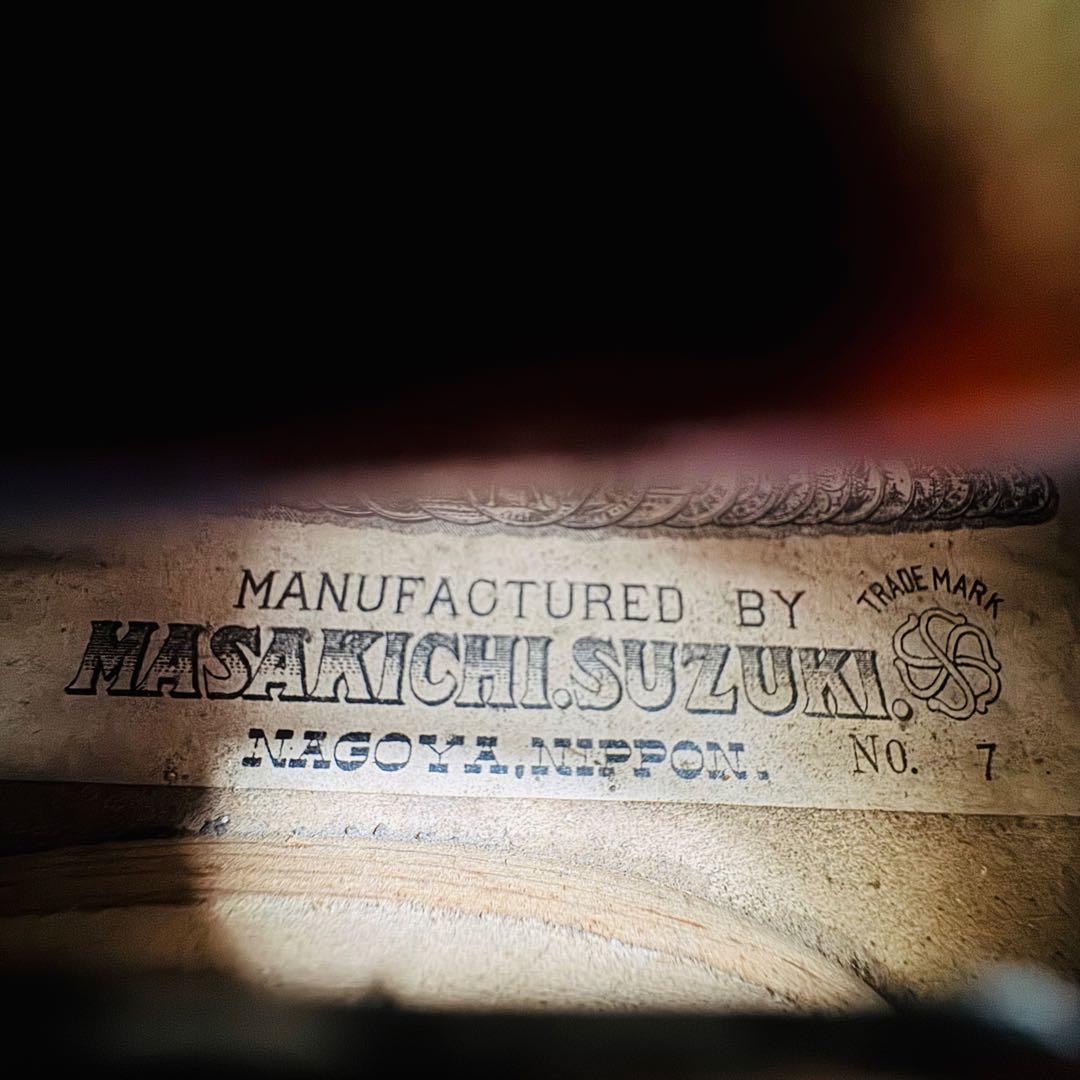 MANUFACTURED BY
TRADE MARK
MASAKICHI.SUZUKI.
NAGOYA, NIPPON.
No. 7